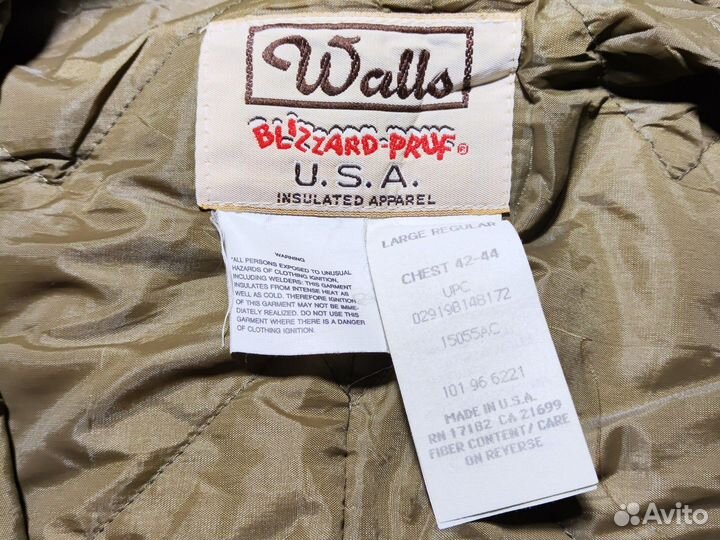 Walls
BLIZZARD-PRUF®
U.S.A.
INSULATED APPAREL
WARNING
"ALL PERSONS EXPOSED TO UNUSUAL
HAZARDS OF CLOTHING IGNITION,
INCLUDING WELDERS: THIS GARMENT
INSULATES FROM INTENSE HEAT AS
WELL AS COLD. THEREFORE IGNITION
OF THIS GARMENT MAY NOT BE IMME-
DIATELY REALIZED. DO NOT USE THIS
GARMENT WHERE THERE IS A DANGER
OF CLOTHING IGNITION.
LARGE REGULAR
CHEST 42-44
UPC
029198148172
15055AC
101 96 6221
MADE IN U.S.A.
RN 17182 CA 21699
FIBER CONTENT/ CARE
ON REVERSE
Avito